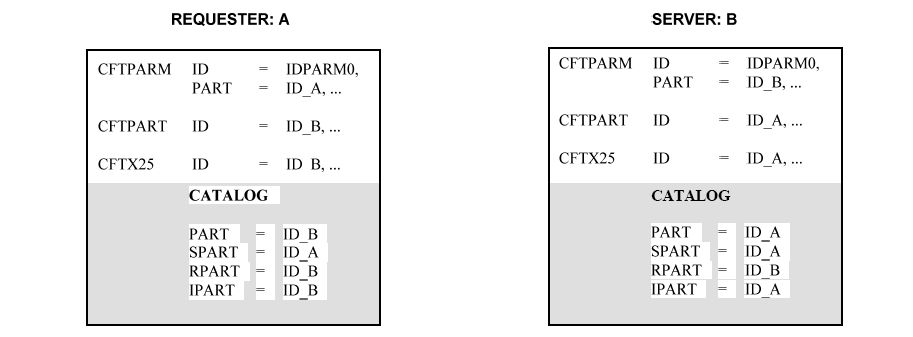 REQUESTER: A
CFTPARM ID = IDPARM0,
PART = ID_A, ...
CFTPART ID = ID_B, ...
CFTX25 ID = ID B, ...
CATALOG
PART = ID_B
SPART = ID_A
RPART = ID_B
IPART = ID_B
SERVER: B
CFTPARM ID = IDPARM0,
PART = ID_B, ...
CFTPART ID = ID_A, ...
CFTX25 ID = ID_A, ...
CATALOG
PART = ID_A
SPART = ID_A
RPART = ID_B
IPART = ID_A